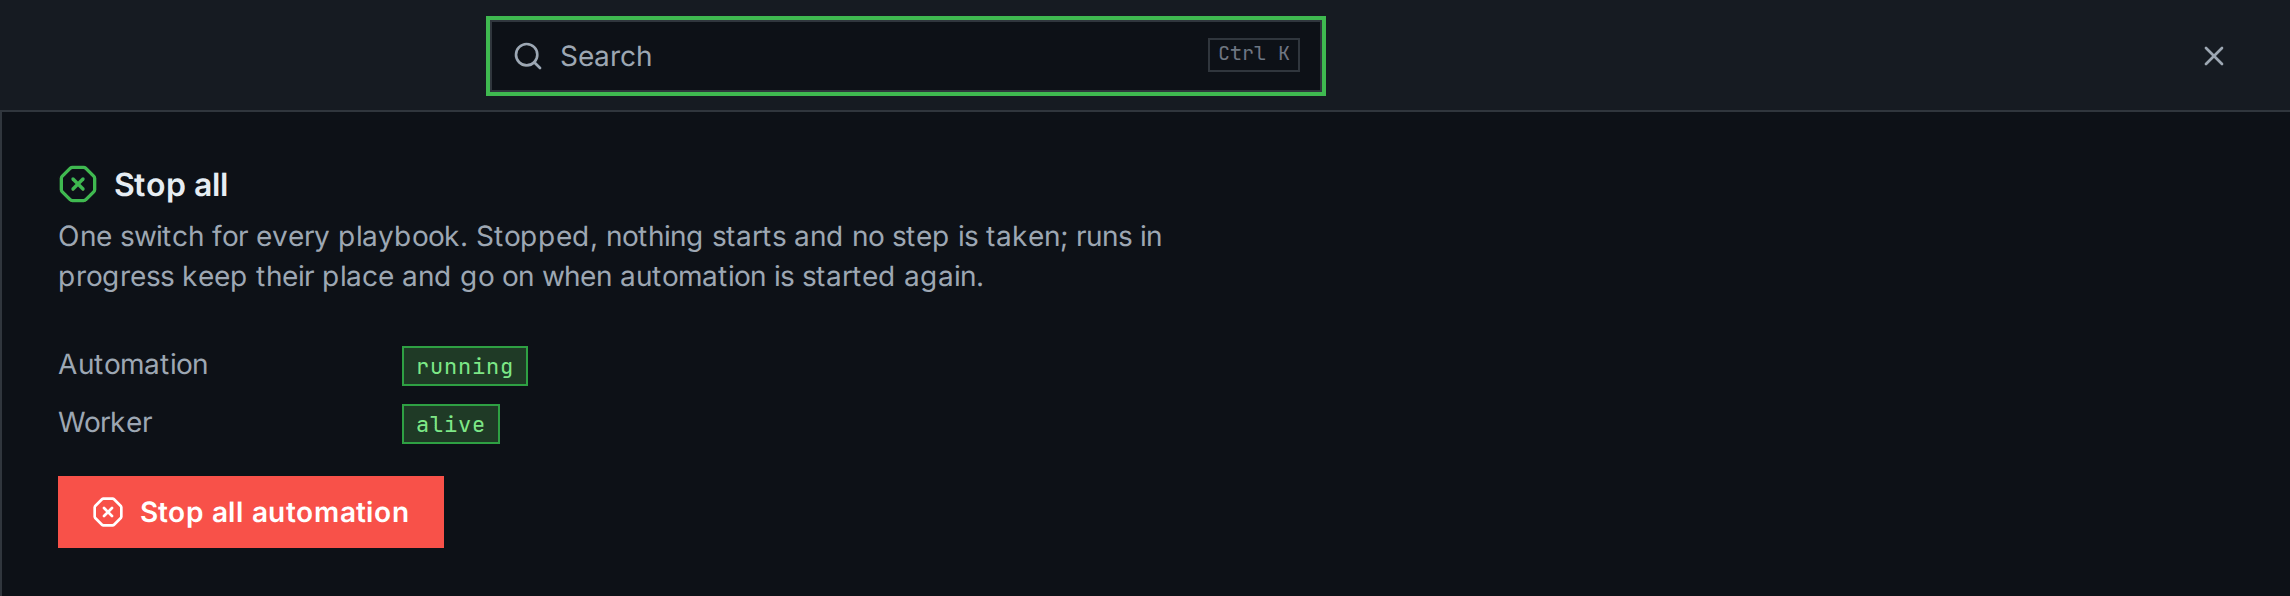 Search
Ctrl K
Stop all
One switch for every playbook. Stopped, nothing starts and no step is taken; runs in
progress keep their place and go on when automation is started again.
Automation running
Worker alive
Stop all automation